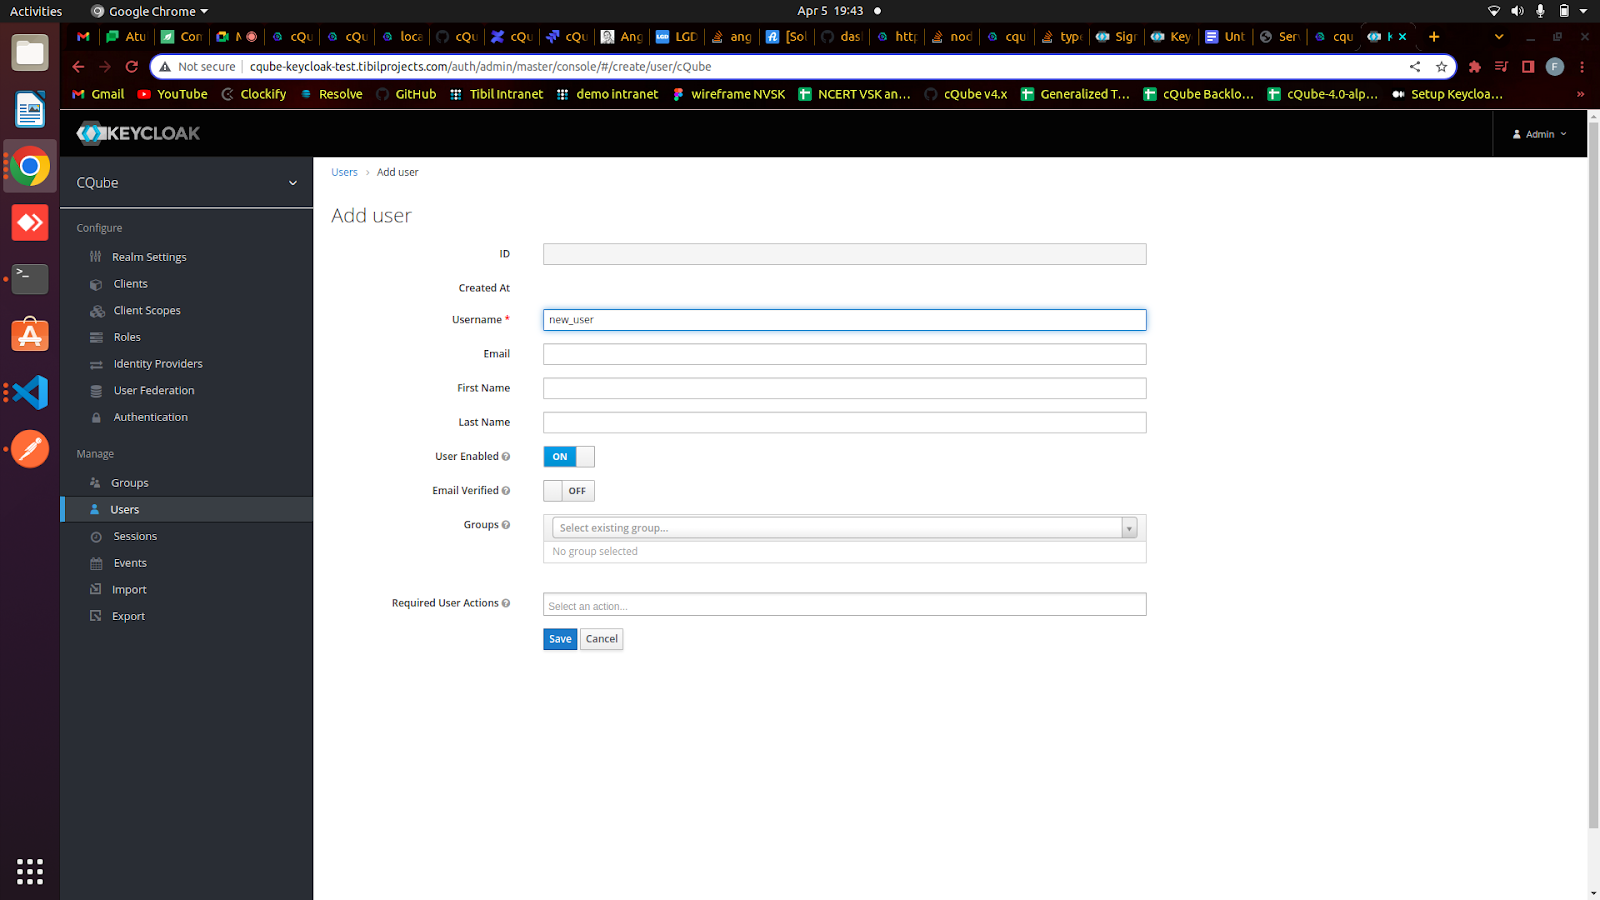 Activities
Google Chrome
Apr 5 19:43
Atu
Con
M
cQu
cQu
loca
cQu
cQu
cQu
Ang
LGD
ang
[Sol
das
http
nod
cqu
type
Sign
Key
Unt
Serv
cqu
K
Not secure
cqube-keycloak-test.tibilprojects.com/auth/admin/master/console/#/create/user/cQube
F
Gmail
YouTube
Clockify
Resolve
GitHub
Tibil Intranet
demo intranet
wireframe NVSK
NCERT VSK an...
cQube v4.x
Generalized T...
cQube Backlo...
cQube-4.0-alp...
Setup Keycloa...
KEYCLOAK
Admin
CQube
Configure
Realm Settings
Clients
Client Scopes
Roles
Identity Providers
User Federation
Authentication
Manage
Groups
Users
Sessions
Events
Import
Export
Users > Add user
Add user
ID
Created At
Username * new_user
Email
First Name
Last Name
User Enabled ON
Email Verified OFF
Groups Select existing group...
No group selected
Required User Actions Select an action...
Save Cancel